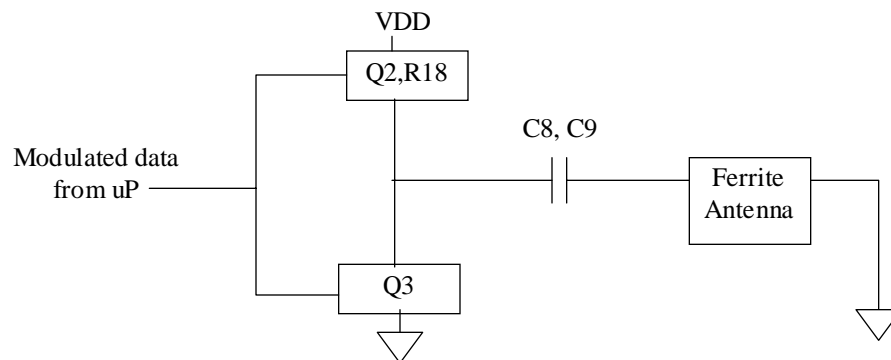 VDD
Q2,R18
C8, C9
Modulated data
from uP
Ferrite
Antenna
Q3